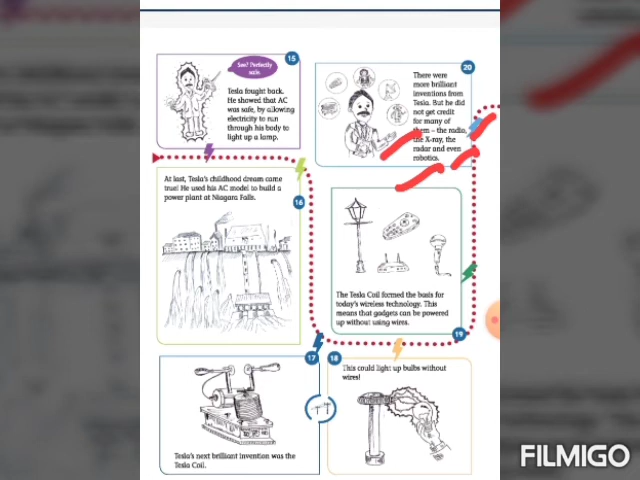 15
See? Perfectly
safe.
Tesla fought back.
He showed that AC
was safe, by allowing
electricity to run
through his body to
light up a lamp.
At last, Tesla's childhood dream came
true! He used his AC model to build a
power plant at Niagara Falls.
16
17
Tesla's next brilliant invention was the
Tesla Coil.
18
This could light up bulbs without
wires!
The Tesla Coil formed the basis for
today's wireless technology. This
means that gadgets can be powered
up without using wires.
19
20
There were
more brilliant
inventions from
Tesla. But he did
not get credit
for many of
them – the radio,
the X-ray, the
radar and even
robotics.
FILMIGO